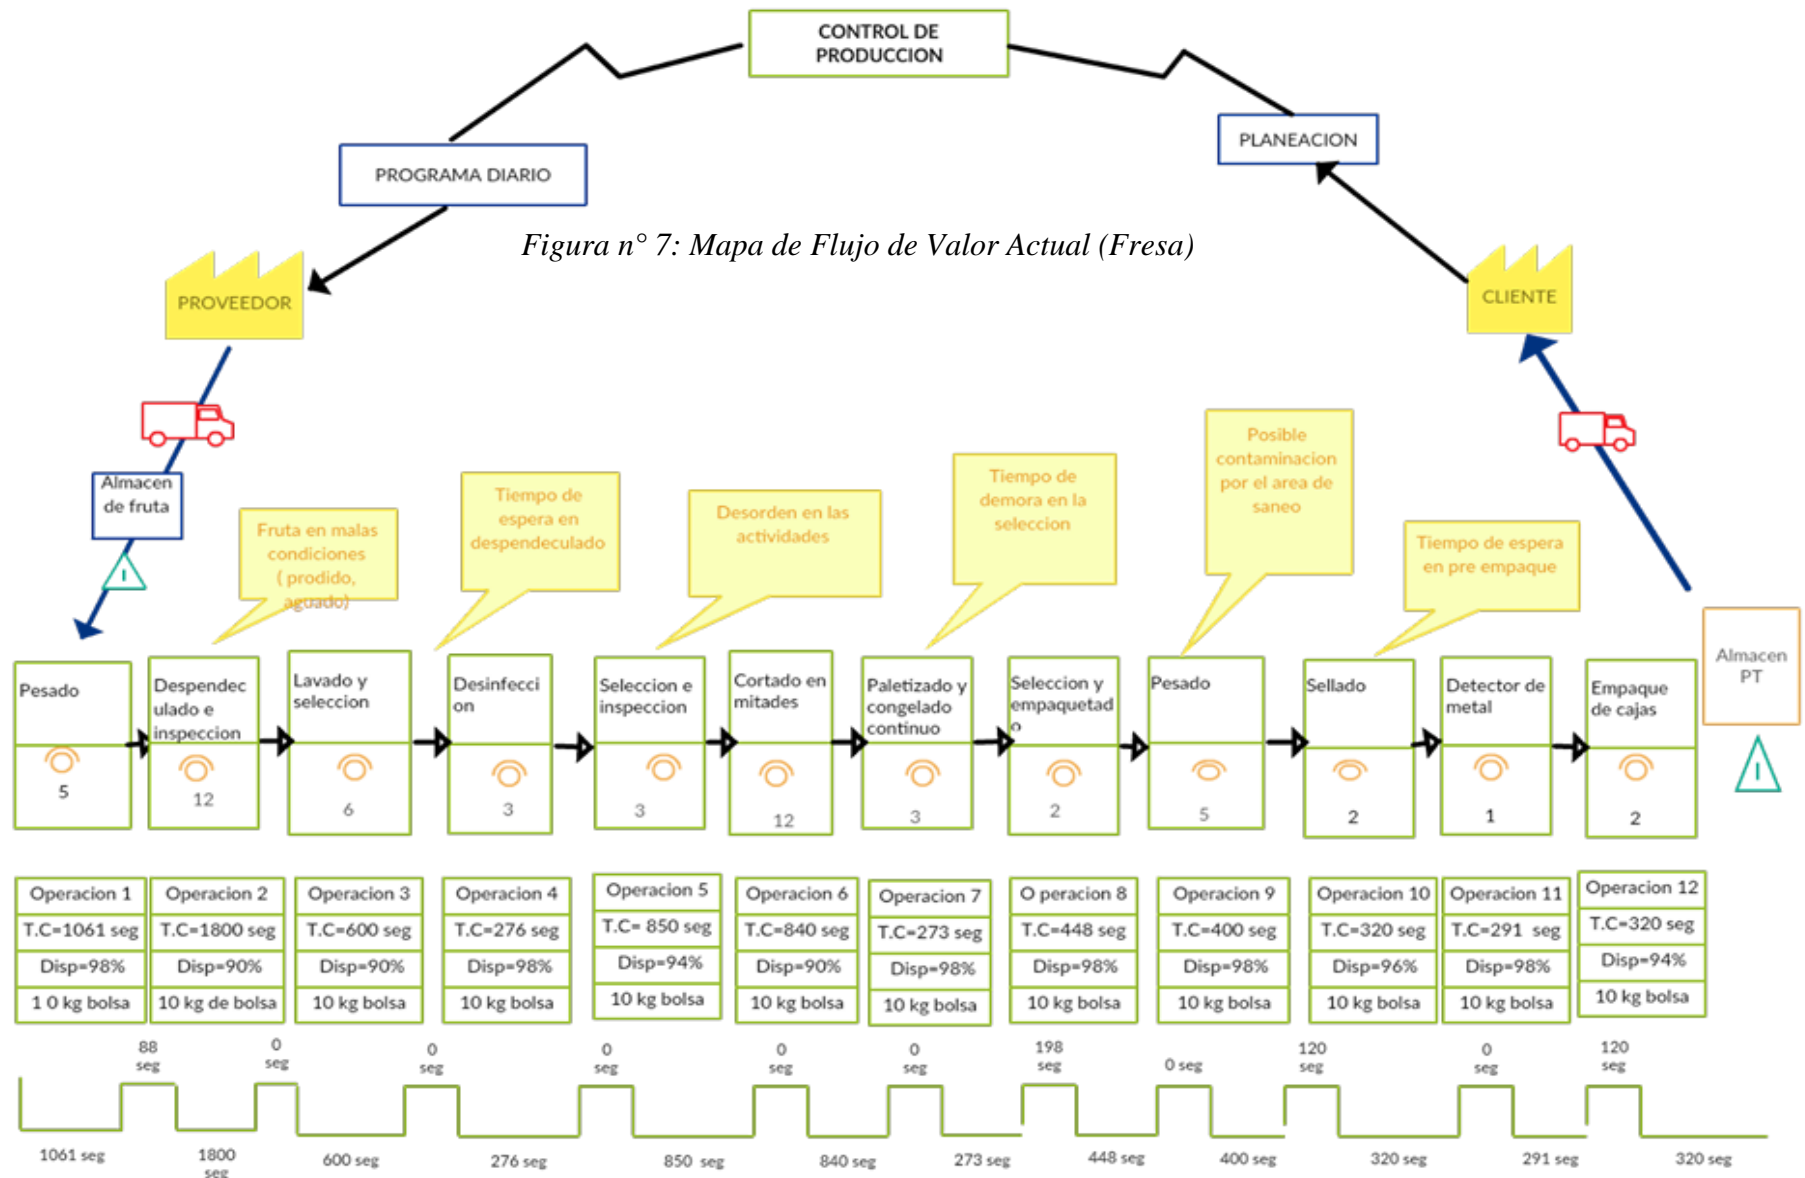 CONTROL DE
PRODUCCION
PLANEACION
PROGRAMA DIARIO
Figura n° 7: Mapa de Flujo de Valor Actual (Fresa)
PROVEEDOR
CLIENTE
Almacen
de fruta
Fruta en malas
condiciones
( prodido,
aguado)
Tiempo de
espera en
despendeculado
Desorden en las
actividades
Tiempo de
demora en la
seleccion
Posible
contaminacion
por el area de
saneo
Tiempo de espera
en pre empaque
Almacen
PT
I
I
Pesado
5
Despendec
ulado e
inspeccion
12
Lavado y
seleccion
6
Desinfecci
on
3
Seleccion e
inspeccion
3
Cortado en
mitades
12
Paletizado y
congelado
continuo
3
Seleccion y
empaquetad
o
2
Pesado
5
Sellado
2
Detector de
metal
1
Empaque
de cajas
2
Operacion 1
T.C=1061 seg
Disp=98%
1 0 kg bolsa
Operacion 2
T.C=1800 seg
Disp=90%
10 kg de bolsa
Operacion 3
T.C=600 seg
Disp=90%
10 kg bolsa
Operacion 4
T.C=276 seg
Disp=98%
10 kg bolsa
Operacion 5
T.C= 850 seg
Disp=94%
10 kg bolsa
Operacion 6
T.C=840 seg
Disp=90%
10 kg bolsa
Operacion 7
T.C=273 seg
Disp=98%
10 kg bolsa
O peracion 8
T.C=448 seg
Disp=98%
10 kg bolsa
Operacion 9
T.C=400 seg
Disp=98%
10 kg bolsa
Operacion 10
T.C=320 seg
Disp=96%
10 kg bolsa
Operacion 11
T.C=291 seg
Disp=98%
10 kg bolsa
Operacion 12
T.C=320 seg
Disp=94%
10 kg bolsa
88
seg
0
seg
0
seg
0
seg
0
seg
0
seg
198
seg
0 seg
120
seg
0
seg
120
seg
1061 seg
1800
seg
600 seg
276 seg
850 seg
840 seg
273 seg
448 seg
400 seg
320 seg
291 seg
320 seg